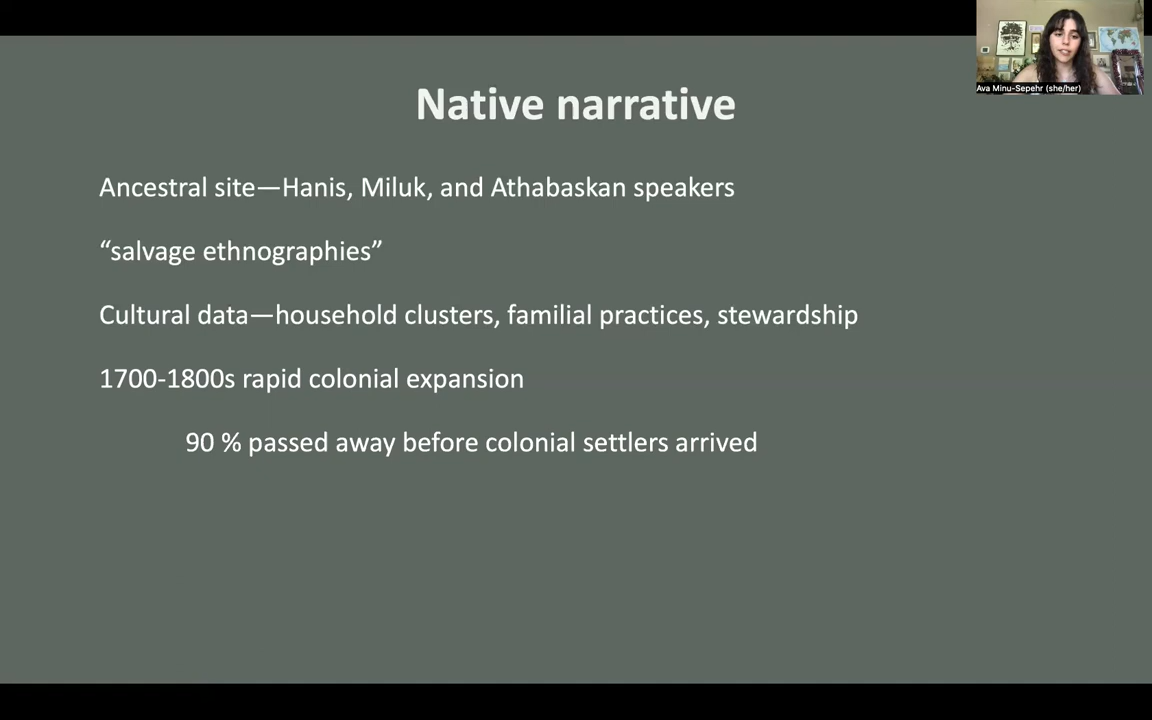 Ava Minu-Sepehr (she/her)
Native narrative
Ancestral site—Hanis, Miluk, and Athabaskan speakers
“salvage ethnographies”
Cultural data—household clusters, familial practices, stewardship
1700-1800s rapid colonial expansion
90 % passed away before colonial settlers arrived